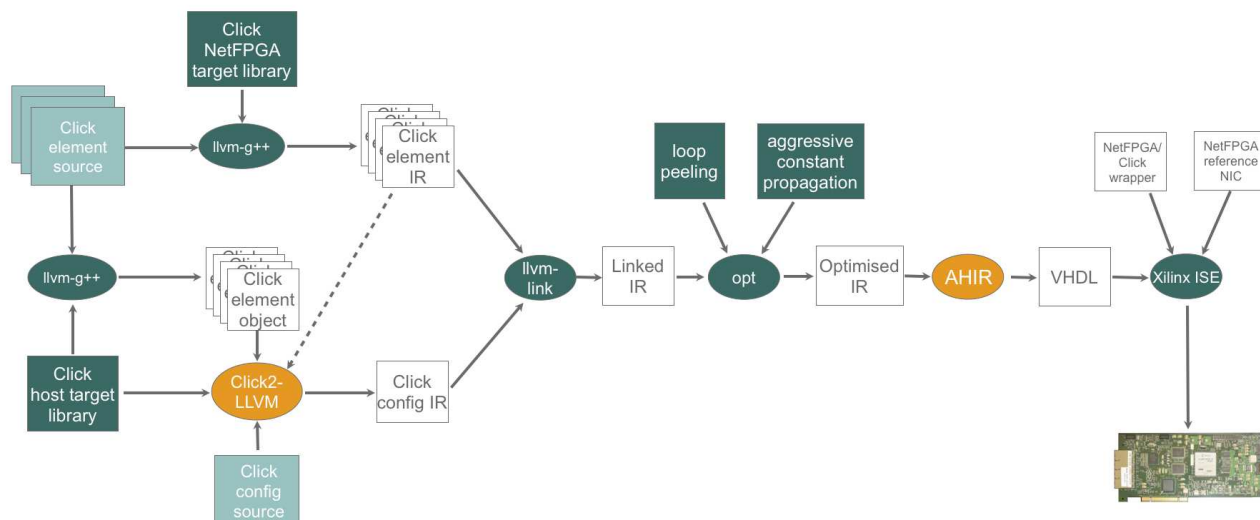 Click
NetFPGA
target library
Click
element
source
llvm-g++
Click
element
IR
loop
peeling
aggressive
constant
propagation
NetFPGA/
Click
wrapper
NetFPGA
reference
NIC
llvm-g++
Click
element
object
llvm-
link
Linked
IR
opt
Optimised
IR
AHIR
VHDL
Xilinx ISE
Click
host target
library
Click2-
LLVM
Click
config IR
Click
config
source